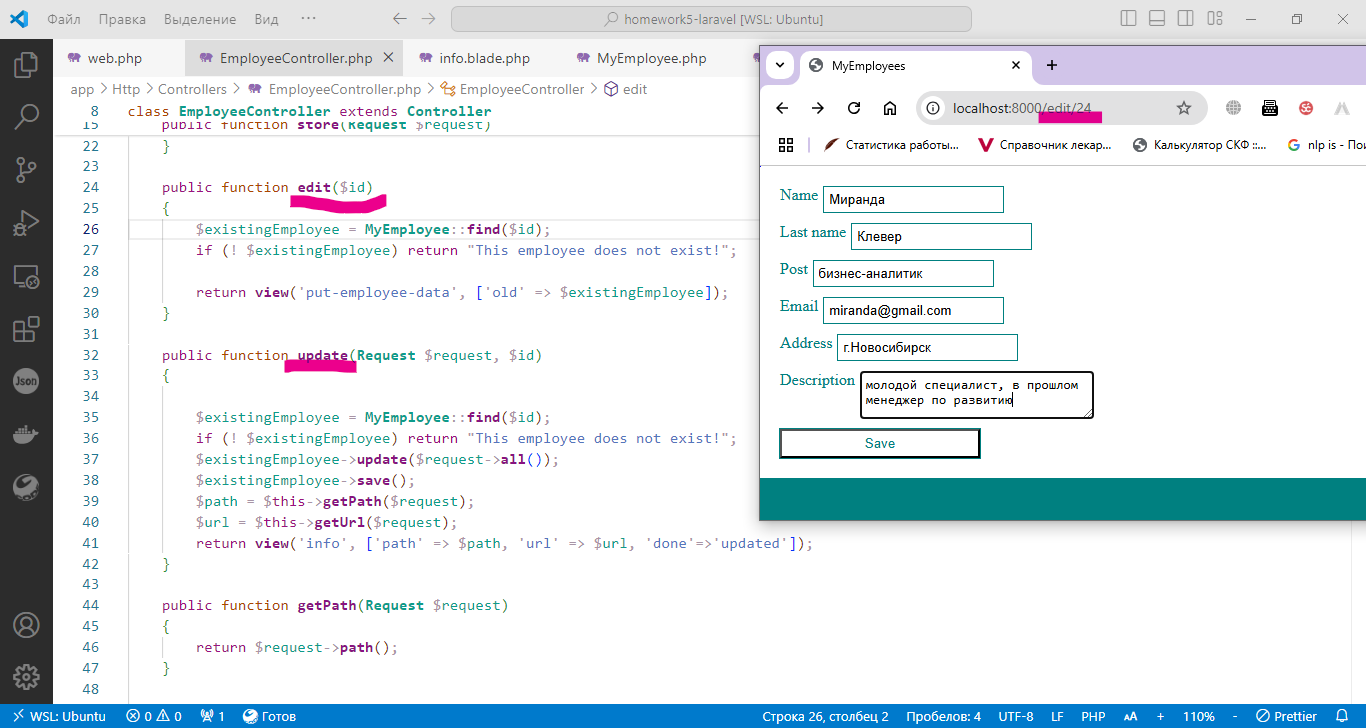 Файл Правка Выделение Вид ··· homework5-laravel [WSL: Ubuntu]
web.php EmployeeController.php info.blade.php MyEmployee.php
app > Http > Controllers > EmployeeController.php > EmployeeController > edit
8 class EmployeeController extends Controller
15 public function store(Request $request)
22 }
23
24 public function edit($id)
25 {
26 $existingEmployee = MyEmployee::find($id);
27 if (! $existingEmployee) return "This employee does not exist!";
28
29 return view('put-employee-data', ['old' => $existingEmployee]);
30 }
31
32 public function update(Request $request, $id)
33 {
34
35 $existingEmployee = MyEmployee::find($id);
36 if (! $existingEmployee) return "This employee does not exist!";
37 $existingEmployee->update($request->all());
38 $existingEmployee->save();
39 $path = $this->getPath($request);
40 $url = $this->getUrl($request);
41 return view('info', ['path' => $path, 'url' => $url, 'done'=>'updated']);
42 }
43
44 public function getPath(Request $request)
45 {
46 return $request->path();
47 }
48
Json
MyEmployees
localhost:8000/edit/24
Статистика работы... Справочник лекар... Калькулятор СКФ ::... nlp is - Пои
Name Миранда
Last name Клевер
Post бизнес-аналитик
Email miranda@gmail.com
Address г.Новосибирск
Description молодой специалист, в прошлом
менеджер по развитию
Save
WSL: Ubuntu 0 0 1 Готов Строка 26, столбец 2 Пробелов: 4 UTF-8 LF PHP AA + 110% - Prettier